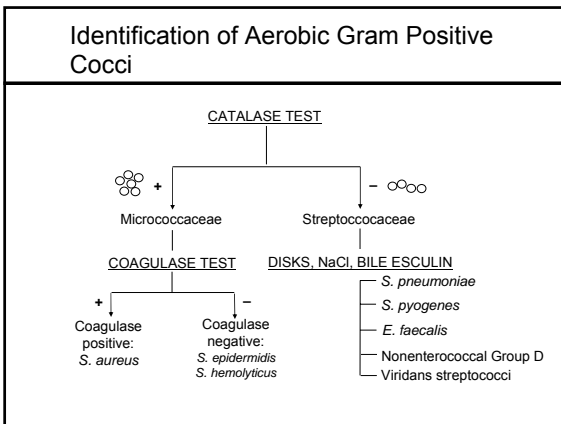 Identification of Aerobic Gram Positive
Cocci
CATALASE TEST
+
–
Micrococcaceae
Streptoccocaceae
COAGULASE TEST
DISKS, NaCl, BILE ESCULIN
+
–
Coagulase
positive:
S. aureus
Coagulase
negative:
S. epidermidis
S. hemolyticus
S. pneumoniae
S. pyogenes
E. faecalis
Nonenterococcal Group D
Viridans streptococci